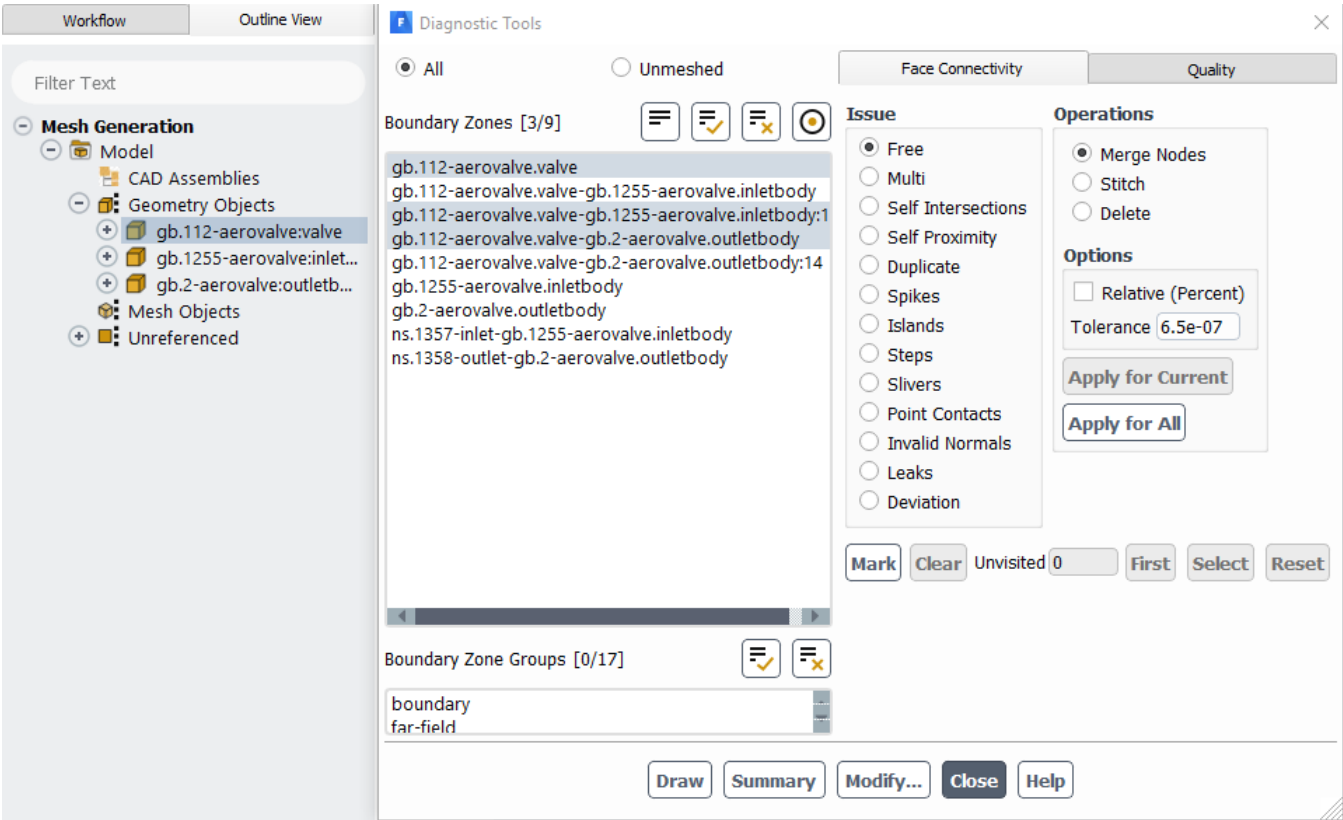 Workflow
Outline View
Filter Text
Mesh Generation
Model
CAD Assemblies
Geometry Objects
gb.112-aerovalve:valve
gb.1255-aerovalve:inlet...
gb.2-aerovalve:outletb...
Mesh Objects
Unreferenced
F Diagnostic Tools
All
Unmeshed
Boundary Zones [3/9]
gb.112-aerovalve.valve
gb.112-aerovalve.valve-gb.1255-aerovalve.inletbody
gb.112-aerovalve.valve-gb.1255-aerovalve.inletbody:1
gb.112-aerovalve.valve-gb.2-aerovalve.outletbody
gb.112-aerovalve.valve-gb.2-aerovalve.outletbody:14
gb.1255-aerovalve.inletbody
gb.2-aerovalve.outletbody
ns.1357-inlet-gb.1255-aerovalve.inletbody
ns.1358-outlet-gb.2-aerovalve.outletbody
Boundary Zone Groups [0/17]
boundary
far-field
Face Connectivity
Quality
Issue
Free
Multi
Self Intersections
Self Proximity
Duplicate
Spikes
Islands
Steps
Slivers
Point Contacts
Invalid Normals
Leaks
Deviation
Operations
Merge Nodes
Stitch
Delete
Options
Relative (Percent)
Tolerance 6.5e-07
Apply for Current
Apply for All
Mark Clear Unvisited 0 First Select Reset
Draw Summary Modify... Close Help